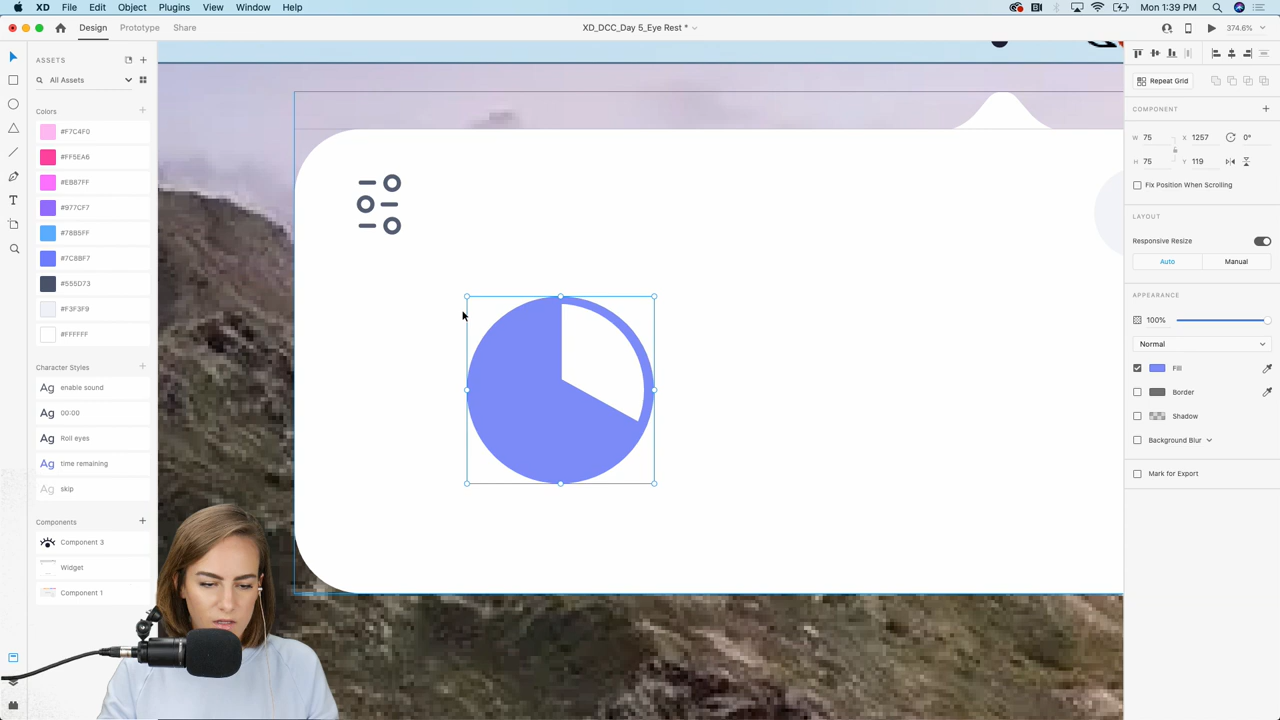 XD File Edit Object Plugins View Window Help
Mon 1:39 PM
Design Prototype Share
XD_DCC_Day 5_Eye Rest *
374.6%
ASSETS
All Assets
Colors
#F7C4F0
#FF5EA6
#EB87FF
#977CF7
#78B5FF
#7C8BF7
#555D73
#F3F3F9
#FFFFFF
Character Styles
Ag enable sound
Ag 00:00
Ag Roll eyes
Ag time remaining
Ag skip
Components
Component 3
Widget
Component 1
T
Repeat Grid
COMPONENT
W 75 X 1257 0°
H 75 Y 119
Fix Position When Scrolling
LAYOUT
Responsive Resize
Auto Manual
APPEARANCE
100%
Normal
Fill
Border
Shadow
Background Blur
Mark for Export